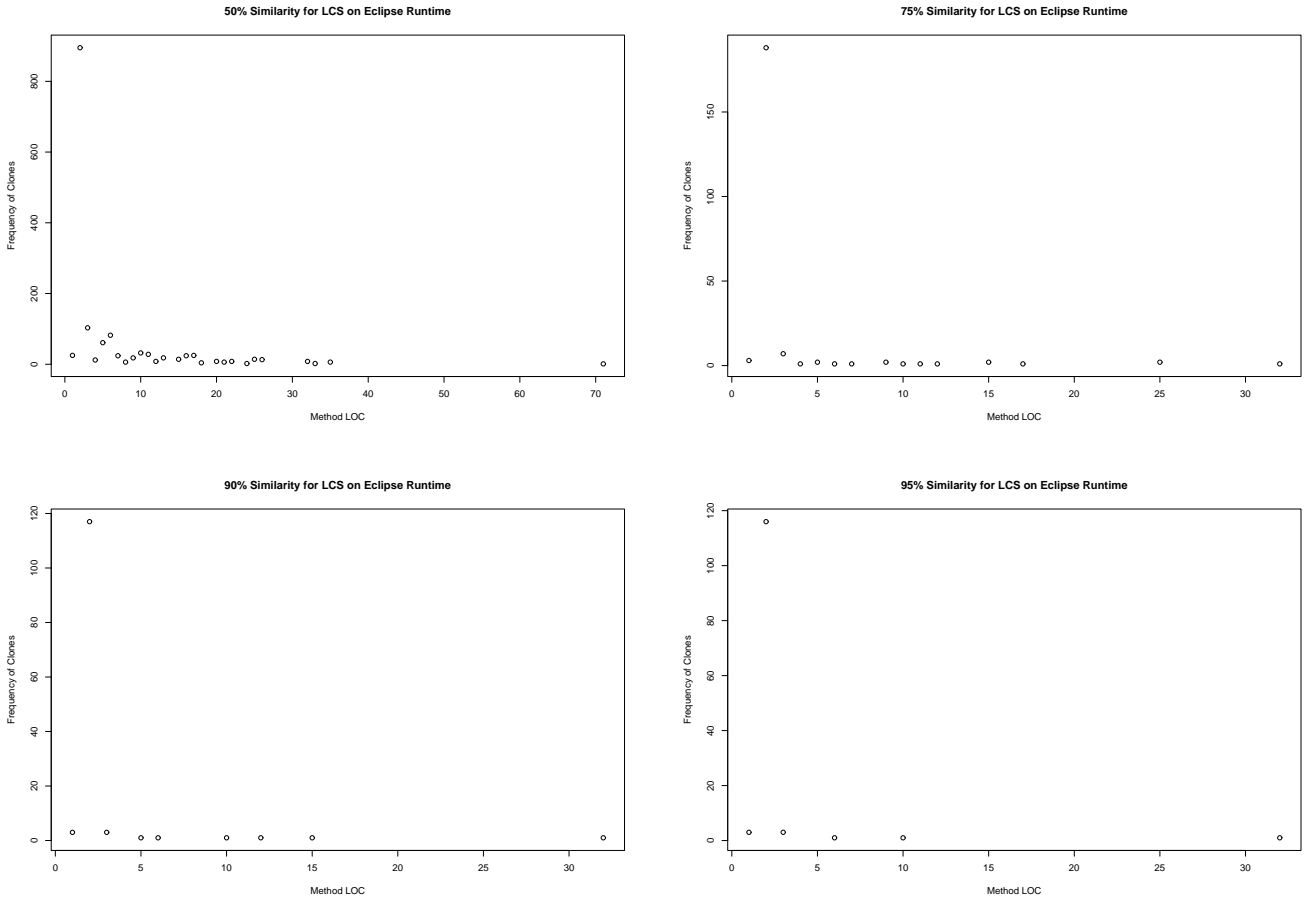 50% Similarity for LCS on Eclipse Runtime
Frequency of Clones
0
200
400
600
800
0 10 20 30 40 50 60 70
Method LOC
75% Similarity for LCS on Eclipse Runtime
Frequency of Clones
0
50
100
150
0 5 10 15 20 25 30
Method LOC
90% Similarity for LCS on Eclipse Runtime
Frequency of Clones
0
20
40
60
80
100
120
0 5 10 15 20 25 30
Method LOC
95% Similarity for LCS on Eclipse Runtime
Frequency of Clones
0
20
40
60
80
100
120
0 5 10 15 20 25 30
Method LOC